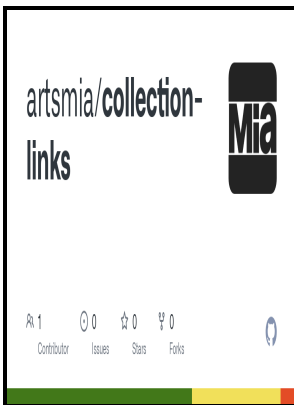 artsmia/collection-
links
Mia
1 0 0 0
Contributor Issues Stars Forks